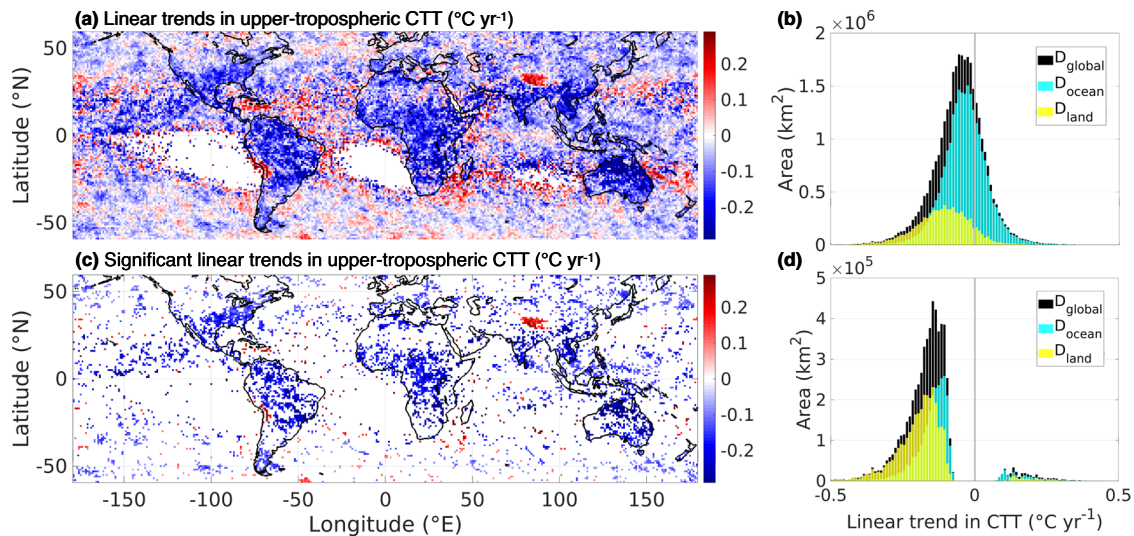 (a) Linear trends in upper-tropospheric CTT (°C yr⁻¹)
50
0
-50
Latitude (°N)
0.2
0.1
0
-0.1
-0.2
(b)
×10⁶
2
1.5
1
0.5
0
Area (km²)
D_global
D_ocean
D_land
(c) Significant linear trends in upper-tropospheric CTT (°C yr⁻¹)
50
0
-50
Latitude (°N)
-150
-100
-50
0
50
100
150
Longitude (°E)
0.2
0.1
0
-0.1
-0.2
(d)
×10⁵
5
4
3
2
1
0
Area (km²)
D_global
D_ocean
D_land
-0.5
0
0.5
Linear trend in CTT (°C yr⁻¹)